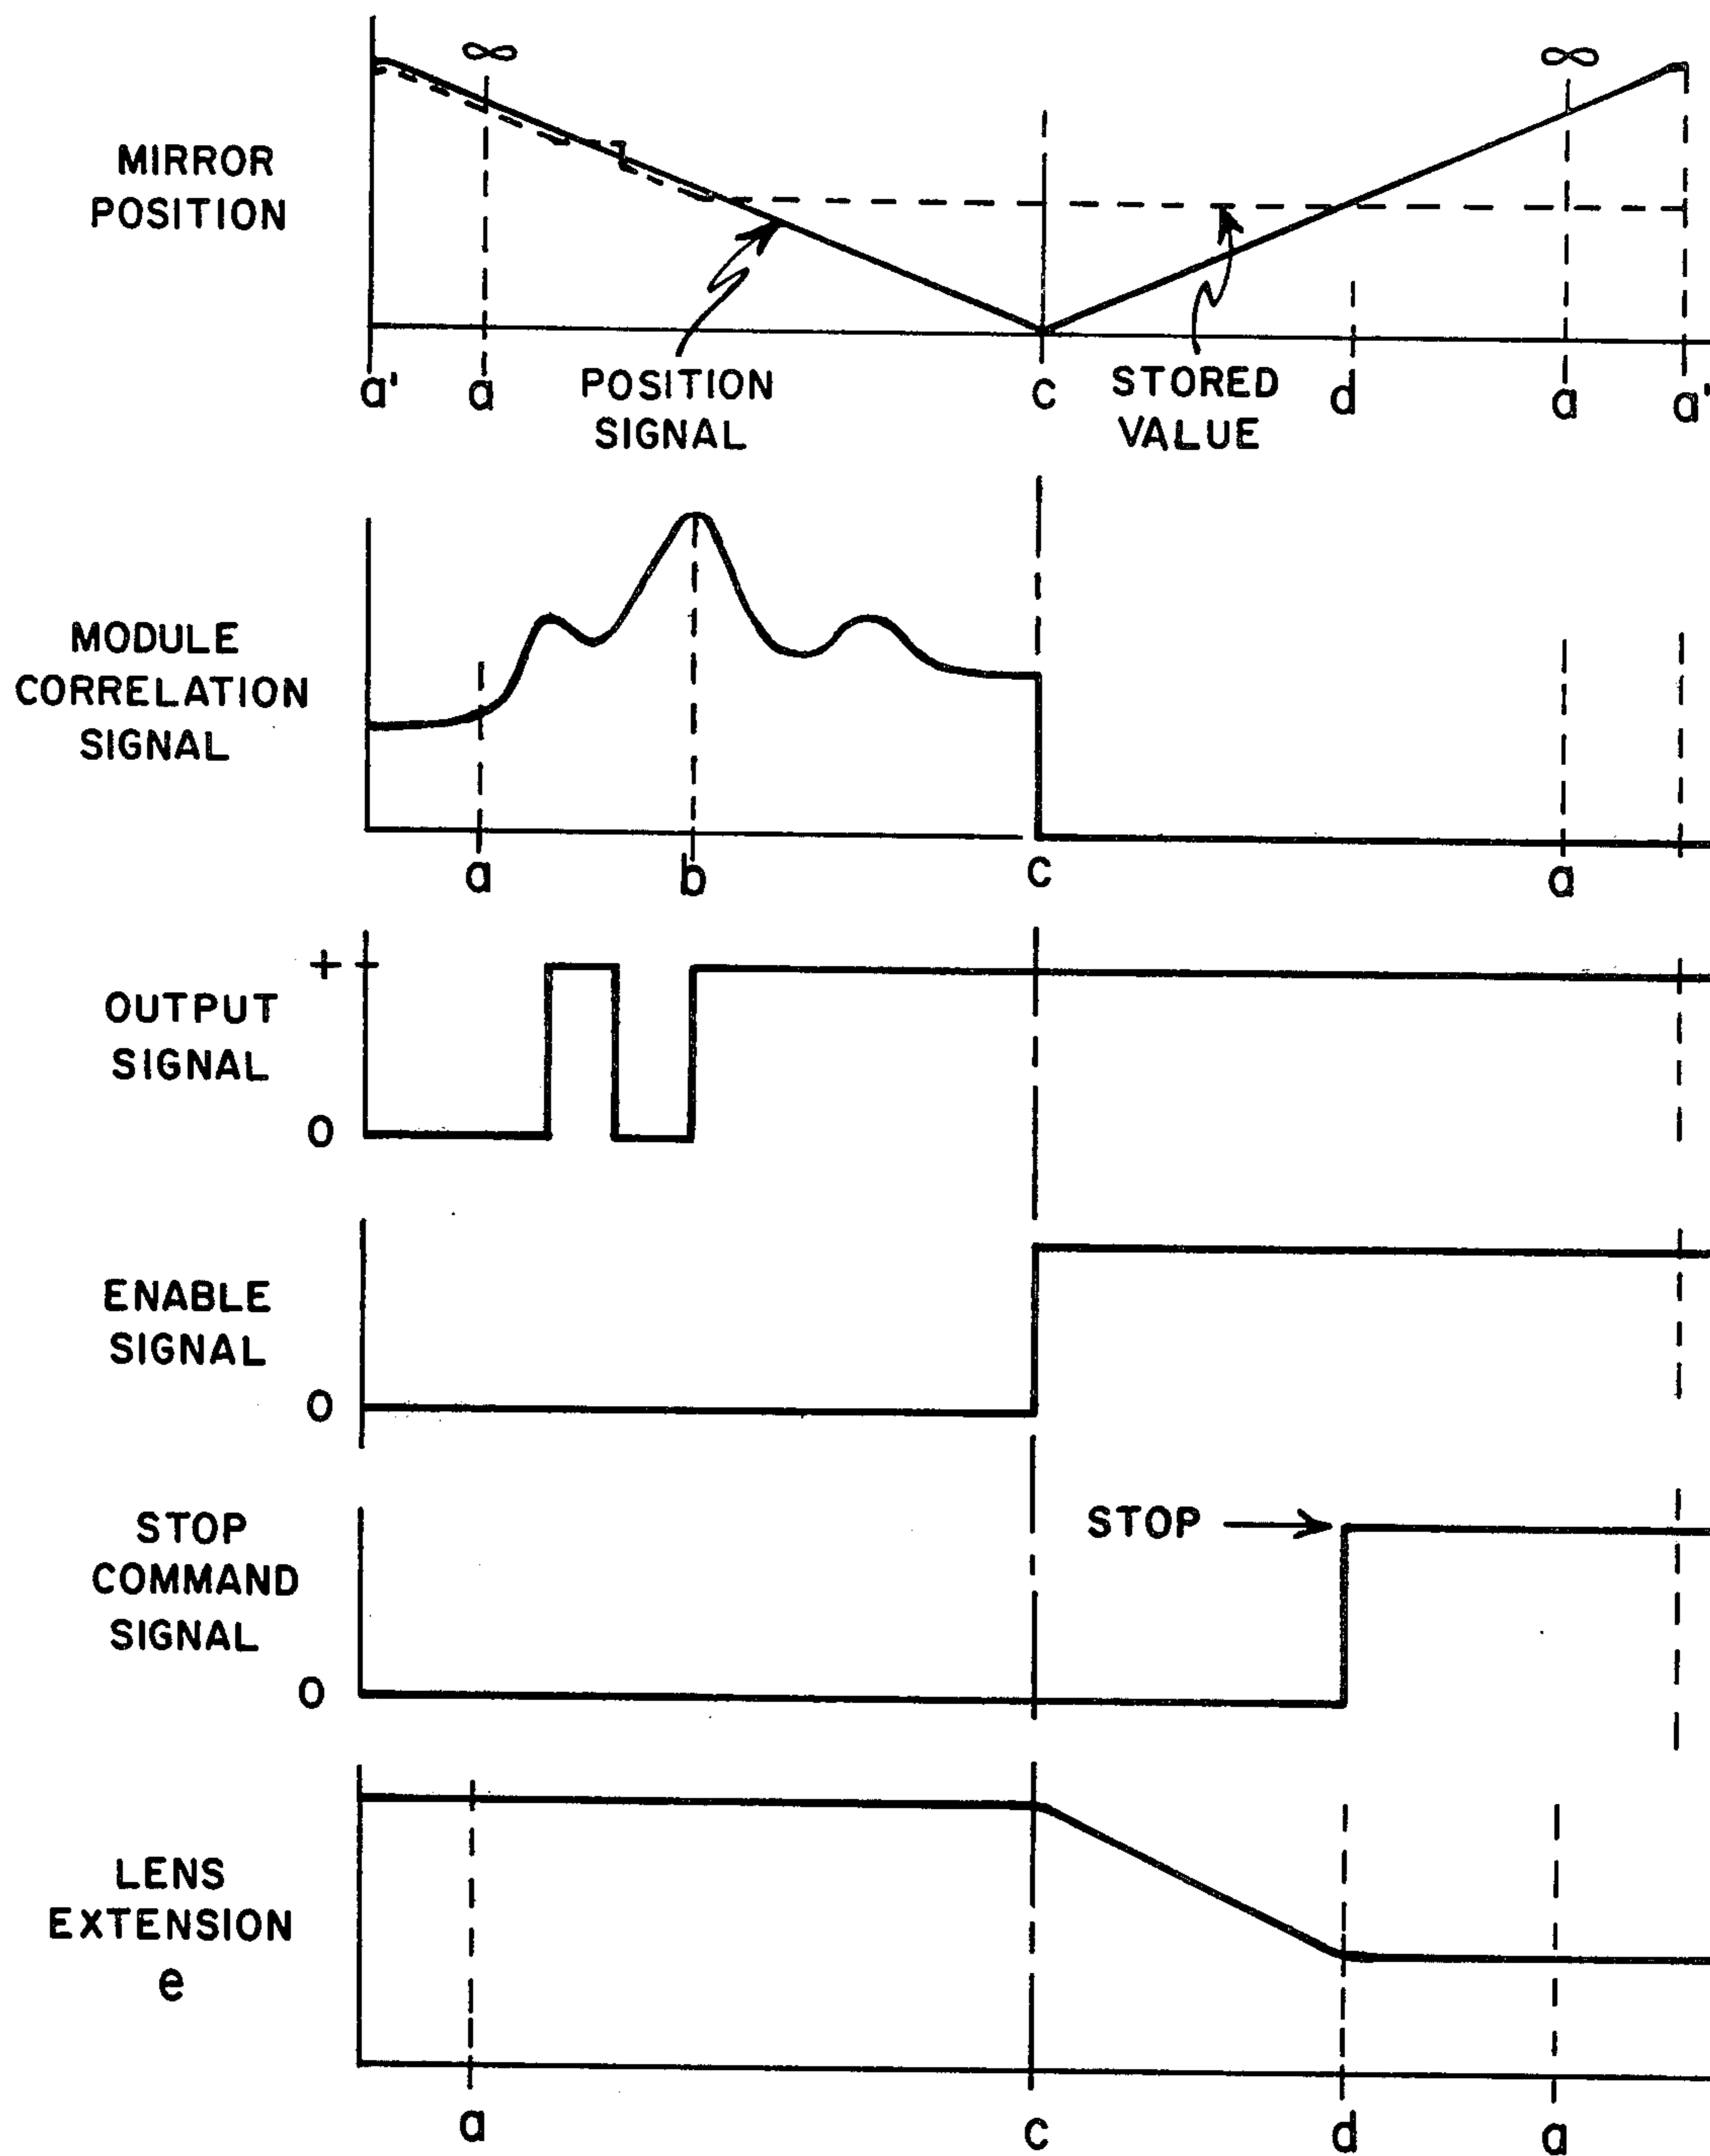 ∞ ∞
MIRROR
POSITION
a' a c d a a'
POSITION
SIGNAL
STORED
VALUE
MODULE
CORRELATION
SIGNAL
a b c a
+
OUTPUT
SIGNAL
0
ENABLE
SIGNAL
0
STOP
COMMAND
SIGNAL
STOP
0
LENS
EXTENSION
e
a c d a